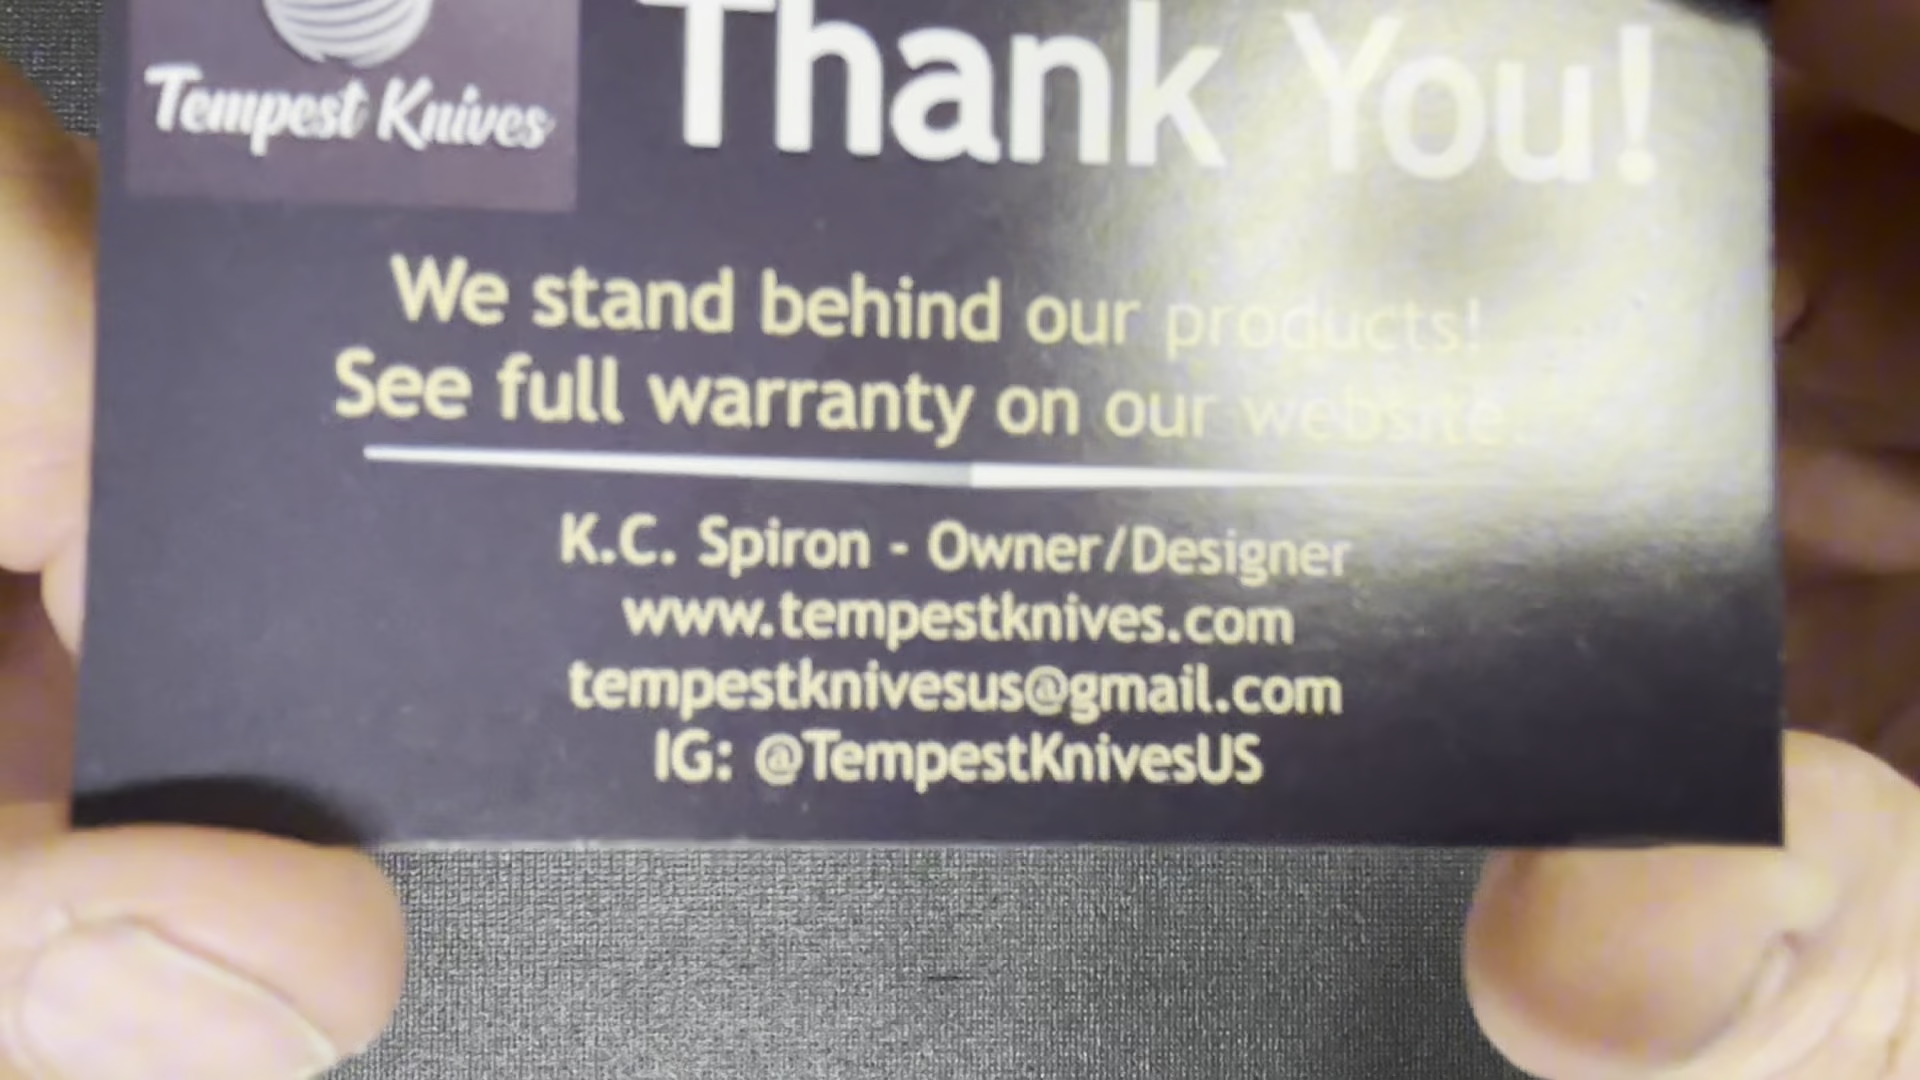 Tempest Knives
Thank You!
We stand behind our products!
See full warranty on our website.
K.C. Spiron - Owner/Designer
www.tempestknives.com
tempestknivesus@gmail.com
IG: @TempestKnivesUS